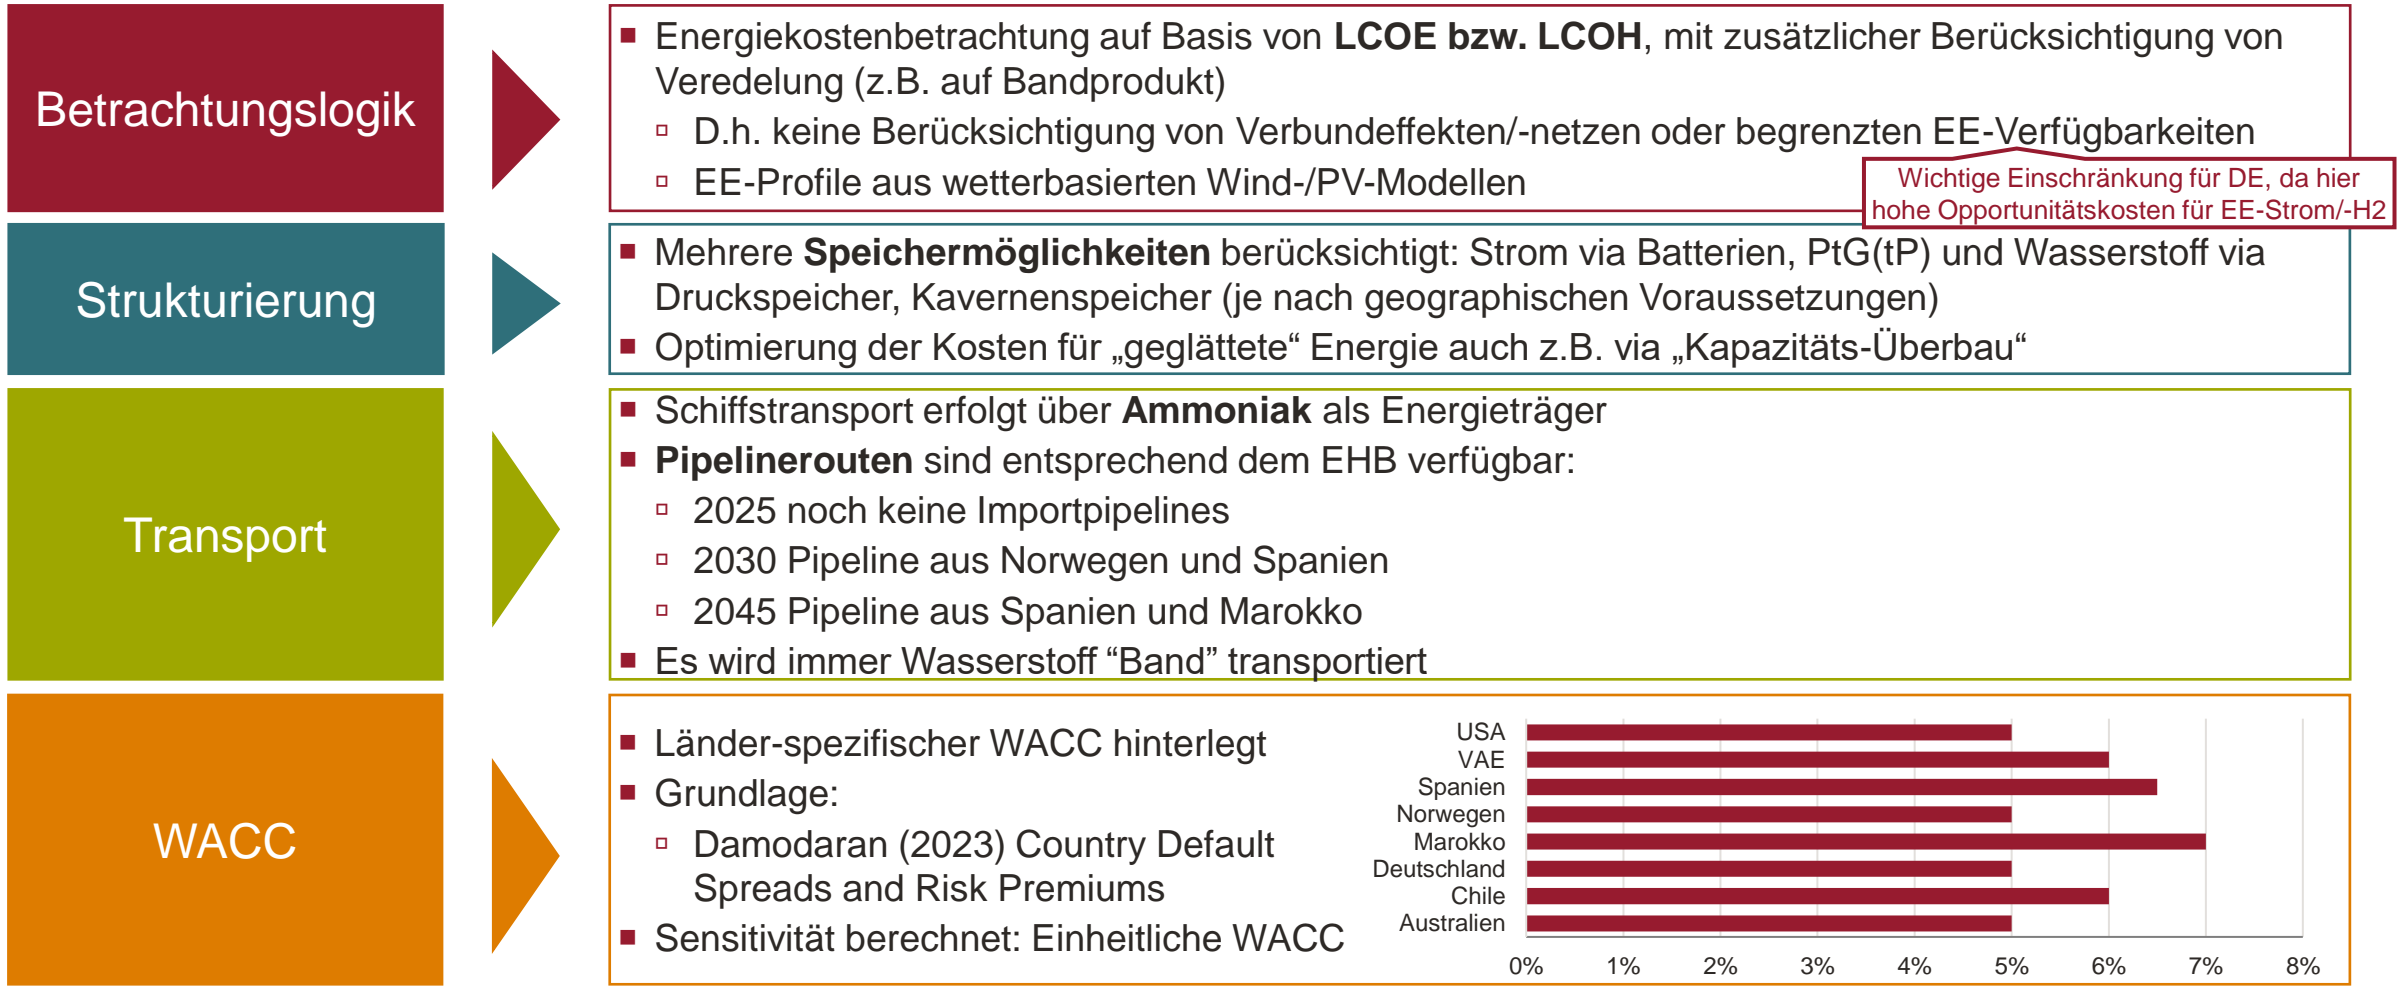 Betrachtungslogik
Energiekostenbetrachtung auf Basis von LCOE bzw. LCOH, mit zusätzlicher Berücksichtigung von
Veredelung (z.B. auf Bandprodukt)
D.h. keine Berücksichtigung von Verbundeffekten/-netzen oder begrenzten EE-Verfügbarkeiten
EE-Profile aus wetterbasierten Wind-/PV-Modellen
Wichtige Einschränkung für DE, da hier
hohe Opportunitätskosten für EE-Strom/-H2
Strukturierung
Mehrere Speichermöglichkeiten berücksichtigt: Strom via Batterien, PtG(tP) und Wasserstoff via
Druckspeicher, Kavernenspeicher (je nach geographischen Voraussetzungen)
Optimierung der Kosten für „geglättete“ Energie auch z.B. via „Kapazitäts-Überbau“
Transport
Schiffstransport erfolgt über Ammoniak als Energieträger
Pipelinerouten sind entsprechend dem EHB verfügbar:
2025 noch keine Importpipelines
2030 Pipeline aus Norwegen und Spanien
2045 Pipeline aus Spanien und Marokko
Es wird immer Wasserstoff “Band” transportiert
WACC
Länder-spezifischer WACC hinterlegt
Grundlage:
Damodaran (2023) Country Default
Spreads and Risk Premiums
Sensitivität berechnet: Einheitliche WACC
USA
VAE
Spanien
Norwegen
Marokko
Deutschland
Chile
Australien
0% 1% 2% 3% 4% 5% 6% 7% 8%